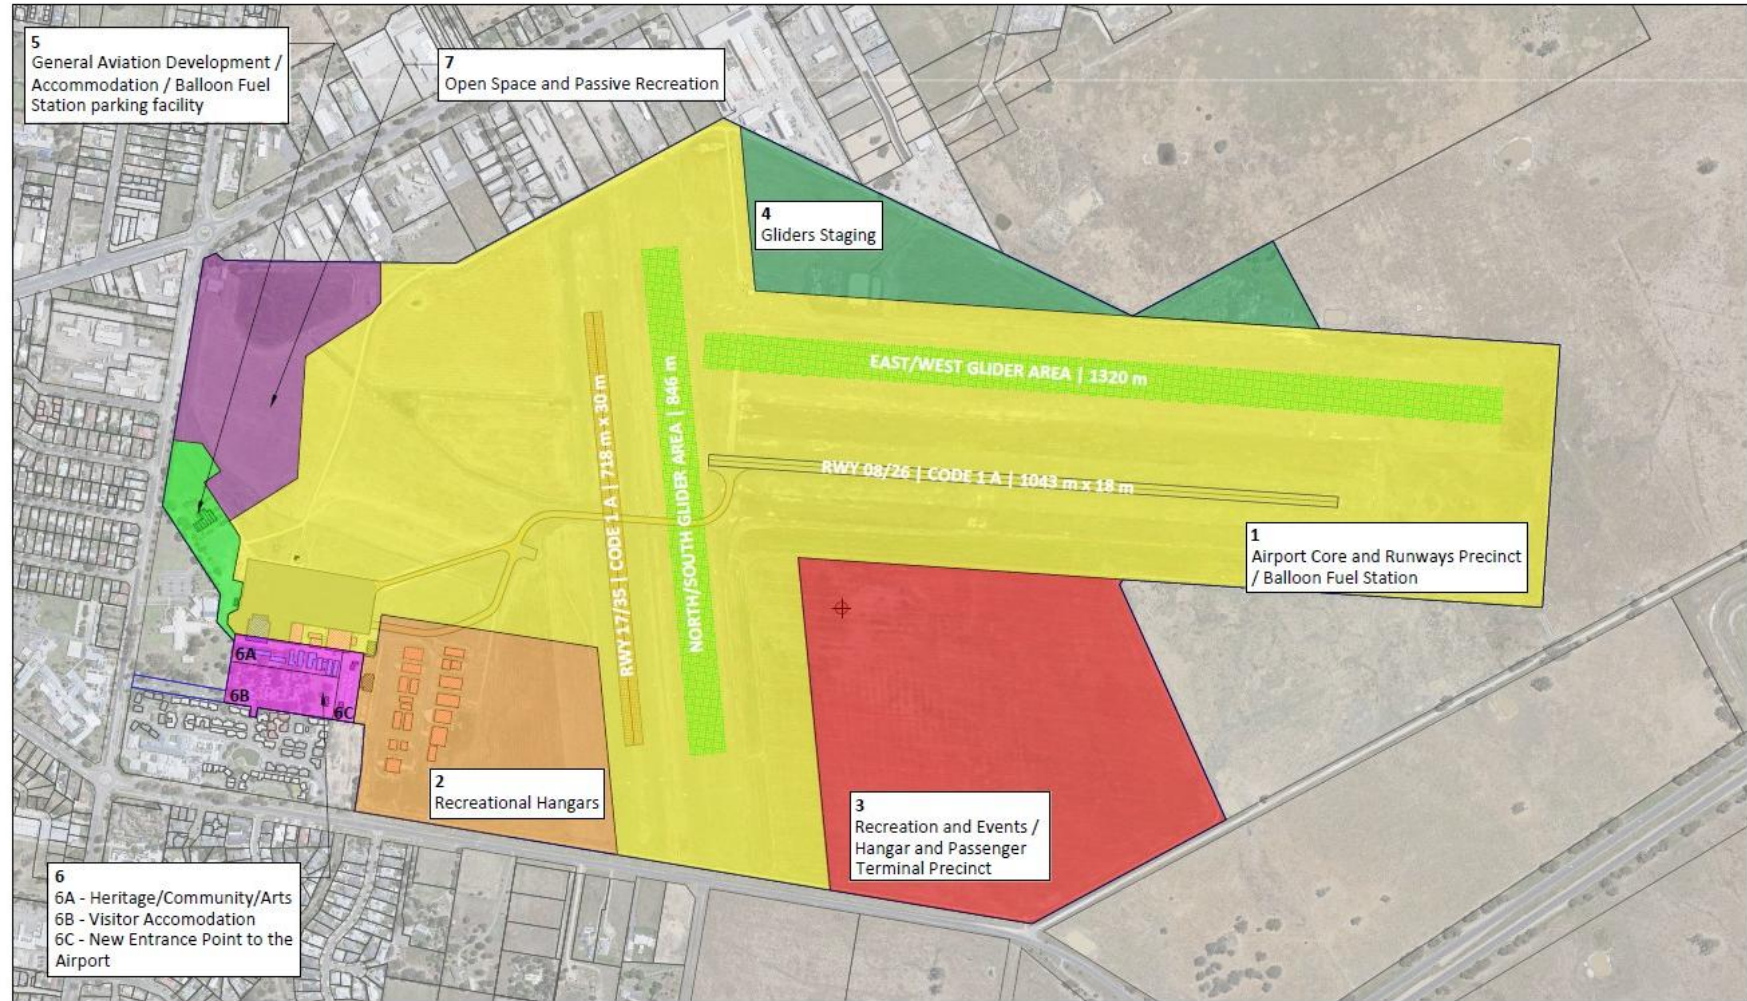 5
General Aviation Development /
Accommodation / Balloon Fuel
Station parking facility
7
Open Space and Passive Recreation
4
Gliders Staging
EAST/WEST GLIDER AREA | 1320 m
RWY 08/26 | CODE 1 A | 1043 m x 18 m
RWY 17/35 | CODE 1 A | 718 m x 30 m
NORTH/SOUTH GLIDER AREA | 846 m
1
Airport Core and Runways Precinct
/ Balloon Fuel Station
6A
6B
6C
2
Recreational Hangars
3
Recreation and Events /
Hangar and Passenger
Terminal Precinct
6
6A - Heritage/Community/Arts
6B - Visitor Accomodation
6C - New Entrance Point to the
Airport